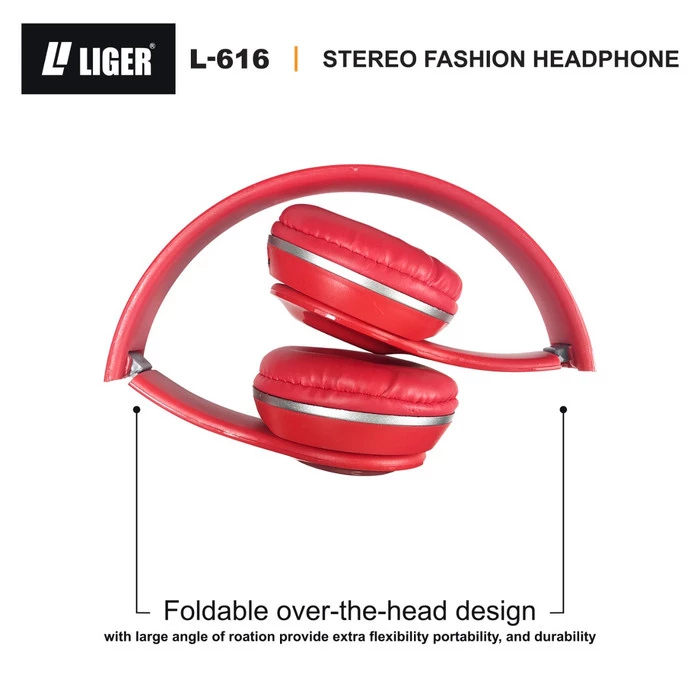 LIGER® L-616 | STEREO FASHION HEADPHONE
Foldable over-the-head design
with large angle of roation provide extra flexibility portability, and durability